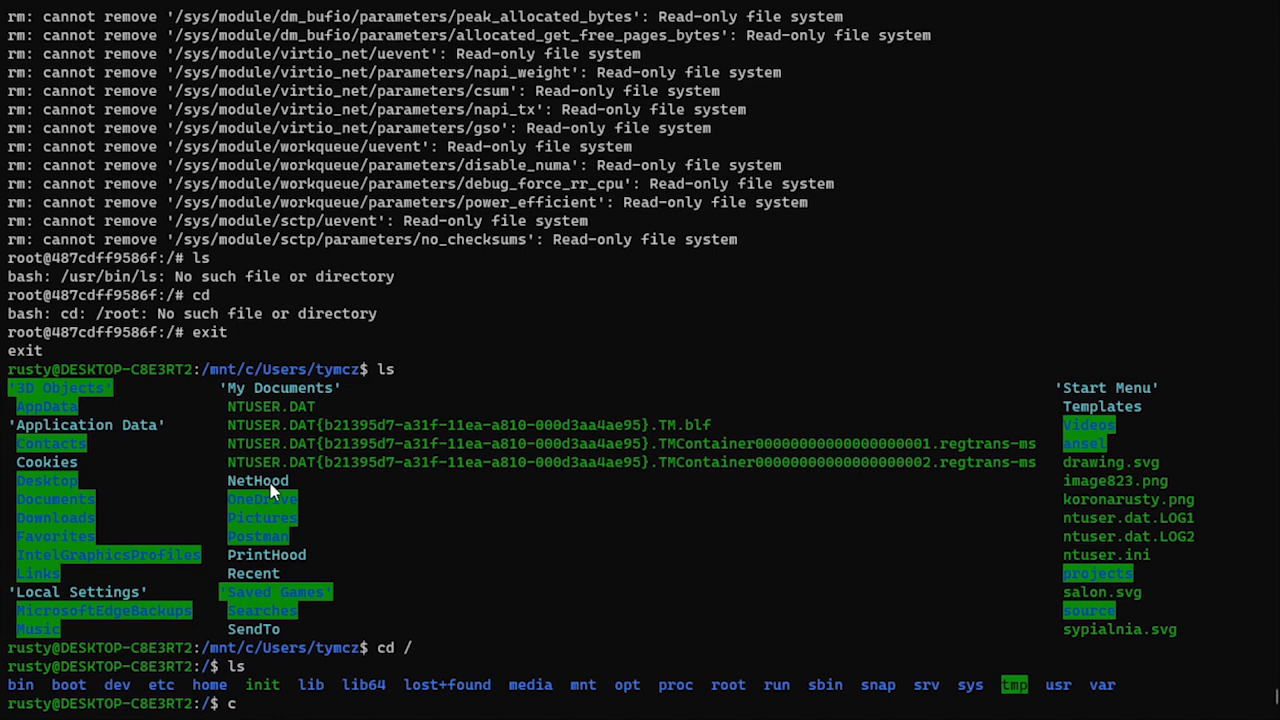 rm: cannot remove '/sys/module/dm_bufio/parameters/peak_allocated_bytes': Read-only file system
rm: cannot remove '/sys/module/dm_bufio/parameters/allocated_get_free_pages_bytes': Read-only file system
rm: cannot remove '/sys/module/virtio_net/uevent': Read-only file system
rm: cannot remove '/sys/module/virtio_net/parameters/napi_weight': Read-only file system
rm: cannot remove '/sys/module/virtio_net/parameters/csum': Read-only file system
rm: cannot remove '/sys/module/virtio_net/parameters/napi_tx': Read-only file system
rm: cannot remove '/sys/module/virtio_net/parameters/gso': Read-only file system
rm: cannot remove '/sys/module/workqueue/uevent': Read-only file system
rm: cannot remove '/sys/module/workqueue/parameters/disable_numa': Read-only file system
rm: cannot remove '/sys/module/workqueue/parameters/debug_force_rr_cpu': Read-only file system
rm: cannot remove '/sys/module/workqueue/parameters/power_efficient': Read-only file system
rm: cannot remove '/sys/module/sctp/uevent': Read-only file system
rm: cannot remove '/sys/module/sctp/parameters/no_checksums': Read-only file system
root@487cdff9586f:/# ls
bash: /usr/bin/ls: No such file or directory
root@487cdff9586f:/# cd
bash: cd: /root: No such file or directory
root@487cdff9586f:/# exit
exit
rusty@DESKTOP-C8E3RT2:/mnt/c/Users/tymcz$ ls
'3D Objects' 'My Documents' 'Start Menu'
AppData NTUSER.DAT Templates
'Application Data' NTUSER.DAT{b21395d7-a31f-11ea-a810-000d3aa4ae95}.TM.blf Videos
Contacts NTUSER.DAT{b21395d7-a31f-11ea-a810-000d3aa4ae95}.TMContainer00000000000000000001.regtrans-ms ansel
Cookies NTUSER.DAT{b21395d7-a31f-11ea-a810-000d3aa4ae95}.TMContainer00000000000000000002.regtrans-ms drawing.svg
Desktop NetHood image823.png
Documents OneDrive koronarusty.png
Downloads Pictures ntuser.dat.LOG1
Favorites Postman ntuser.dat.LOG2
IntelGraphicsProfiles PrintHood ntuser.ini
Links Recent projects
'Local Settings' 'Saved Games' salon.svg
MicrosoftEdgeBackups Searches source
Music SendTo sypialnia.svg
rusty@DESKTOP-C8E3RT2:/mnt/c/Users/tymcz$ cd /
rusty@DESKTOP-C8E3RT2:/$ ls
bin boot dev etc home init lib lib64 lost+found media mnt opt proc root run sbin snap srv sys tmp usr var
rusty@DESKTOP-C8E3RT2:/$ c